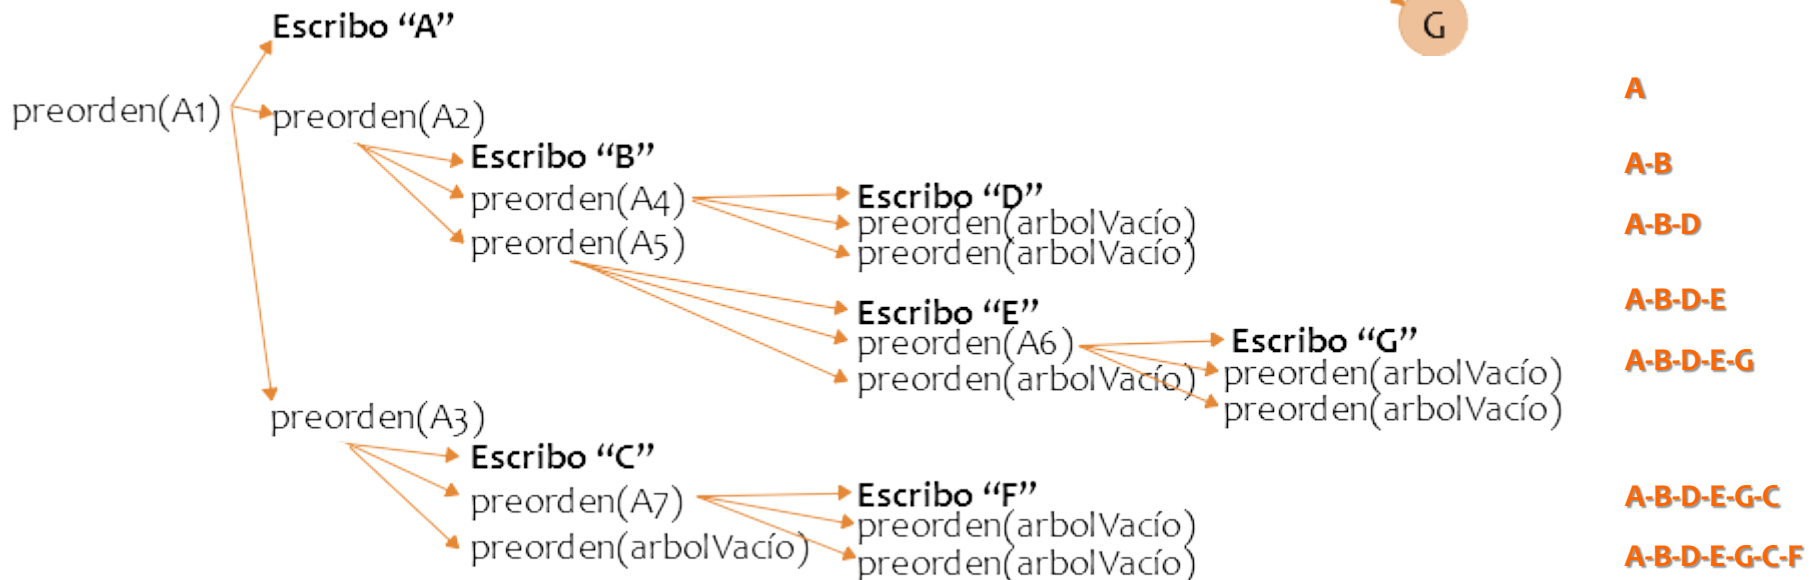 Escribo “A”
G
A
preorden(A1)
preorden(A2)
Escribo “B”
A-B
preorden(A4)
Escribo “D”
preorden(arbolVacío)
A-B-D
preorden(A5)
preorden(arbolVacío)
Escribo “E”
A-B-D-E
preorden(A6)
Escribo “G”
A-B-D-E-G
preorden(arbolVacío)
preorden(arbolVacío)
preorden(arbolVacío)
preorden(A3)
Escribo “C”
preorden(A7)
Escribo “F”
A-B-D-E-G-C
preorden(arbolVacío)
preorden(arbolVacío)
preorden(arbolVacío)
A-B-D-E-G-C-F